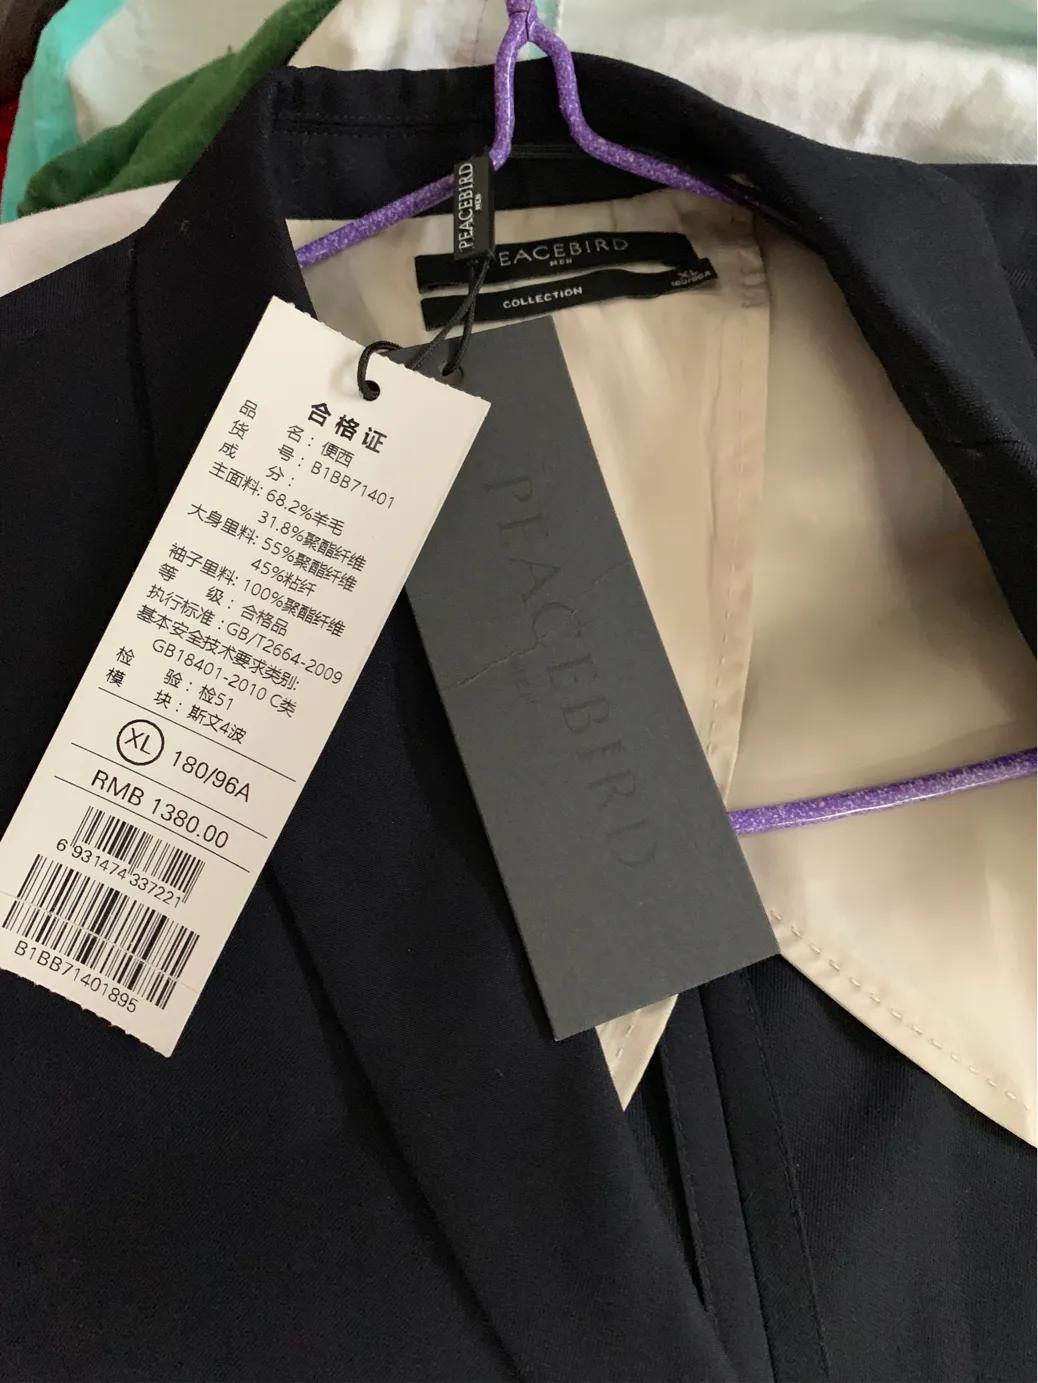 PEACEBIRD
MEN
PEACEBIRD
MEN
XL
180/96A
COLLECTION
合格证
品 名：便西
货 号：B1BB71401
成 分：
主面料: 68.2%羊毛
31.8%聚酯纤维
大身里料: 55%聚酯纤维
45%粘纤
袖子里料: 100%聚酯纤维
等 级：合格品
执行标准：GB/T2664-2009
基本安全技术要求类别:
GB18401-2010 C类
检 验：检51
模 块：斯文4波
XL 180/96A
RMB 1380.00
6 931474 337221
B1BB71401895
PEACEBIRD
MEN